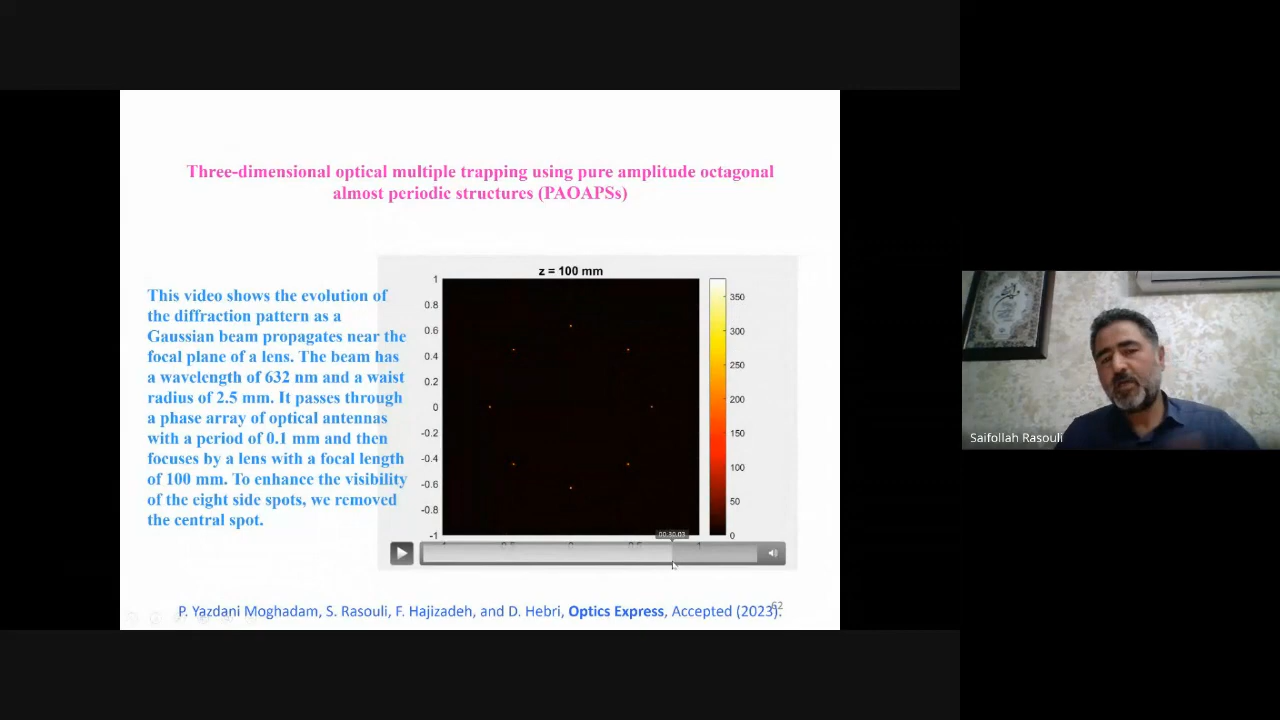 Three-dimensional optical multiple trapping using pure amplitude octagonal
almost periodic structures (PAOAPSs)
This video shows the evolution of
the diffraction pattern as a
Gaussian beam propagates near the
focal plane of a lens. The beam has
a wavelength of 632 nm and a waist
radius of 2.5 mm. It passes through
a phase array of optical antennas
with a period of 0.1 mm and then
focuses by a lens with a focal length
of 100 mm. To enhance the visibility
of the eight side spots, we removed
the central spot.
z = 100 mm
1
0.8
0.6
0.4
0.2
0
-0.2
-0.4
-0.6
-0.8
-1
350
300
250
200
150
100
50
0
00:30.03
P. Yazdani Moghadam, S. Rasouli, F. Hajizadeh, and D. Hebri, Optics Express, Accepted (2023).
62
Saifollah Rasouli